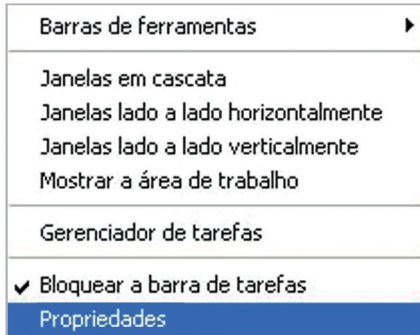 Barras de ferramentas
Janelas em cascata
Janelas lado a lado horizontalmente
Janelas lado a lado verticalmente
Mostrar a área de trabalho
Gerenciador de tarefas
Bloquear a barra de tarefas
Propriedades